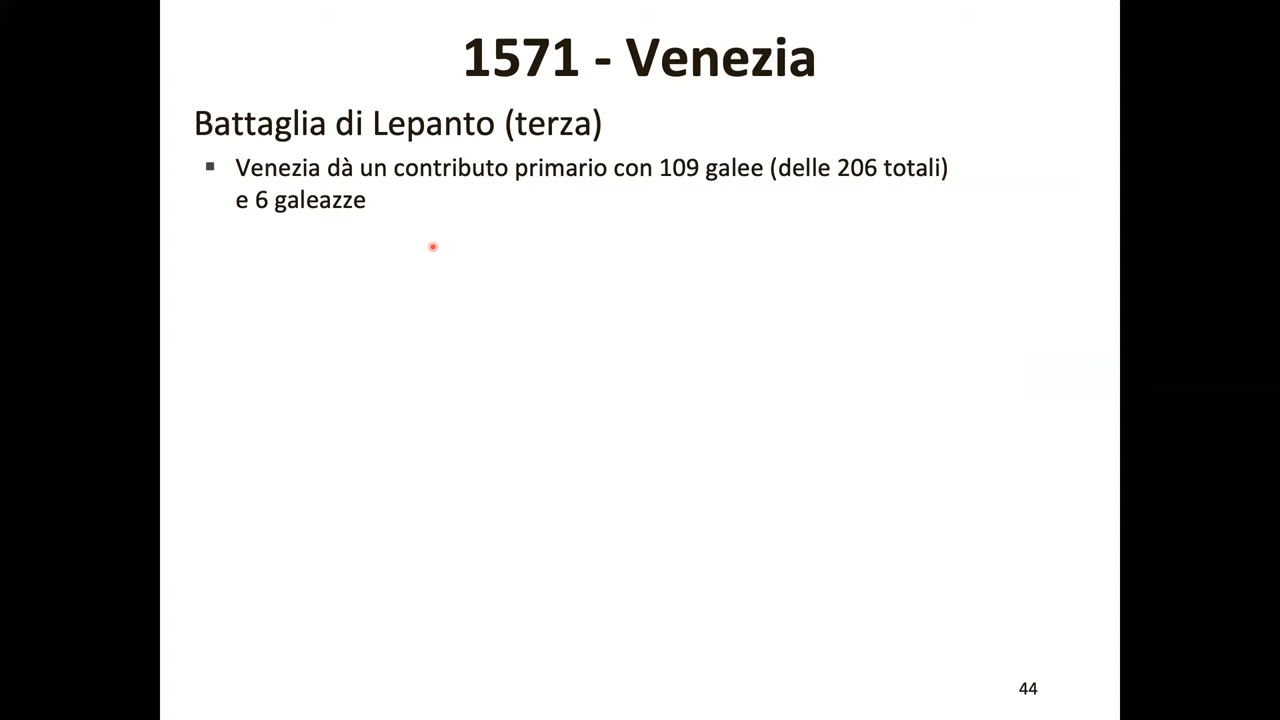 1571 - Venezia
Battaglia di Lepanto (terza)
▪ Venezia dà un contributo primario con 109 galee (delle 206 totali)
e 6 galeazze
44